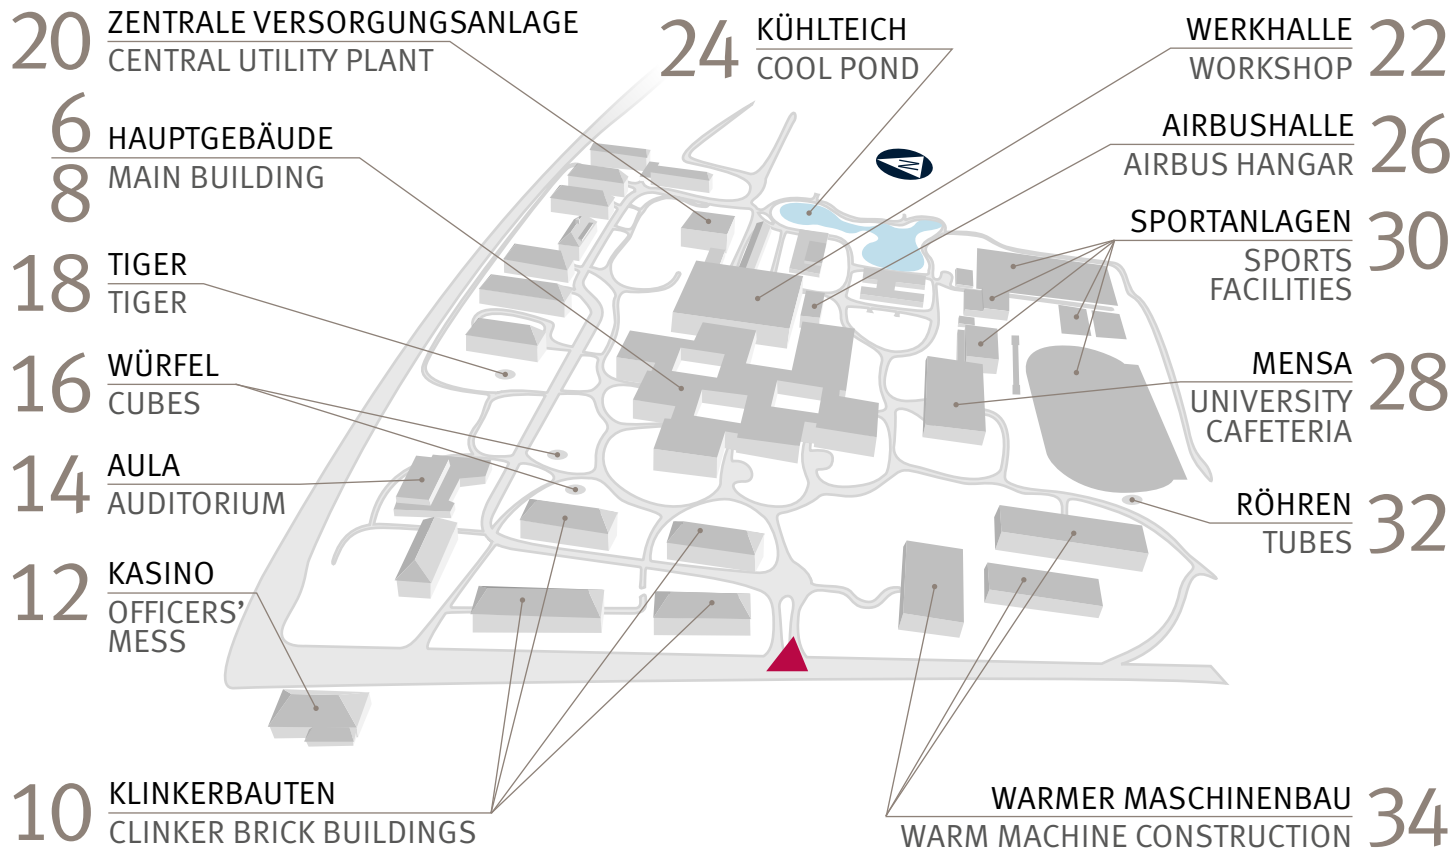 20 ZENTRALE VERSORGUNGSANLAGE
CENTRAL UTILITY PLANT
6
8
HAUPTGEBÄUDE
MAIN BUILDING
18 TIGER
TIGER
16 WÜRFEL
CUBES
14 AULA
AUDITORIUM
12 KASINO
OFFICERS’
MESS
10 KLINKERBAUTEN
CLINKER BRICK BUILDINGS
24 KÜHLTEICH
COOL POND
N
WERKHALLE 22
WORKSHOP
AIRBUSHALLE 26
AIRBUS HANGAR
SPORTANLAGEN 30
SPORTS
FACILITIES
MENSA 28
UNIVERSITY
CAFETERIA
RÖHREN 32
TUBES
WARMER MASCHINENBAU 34
WARM MACHINE CONSTRUCTION